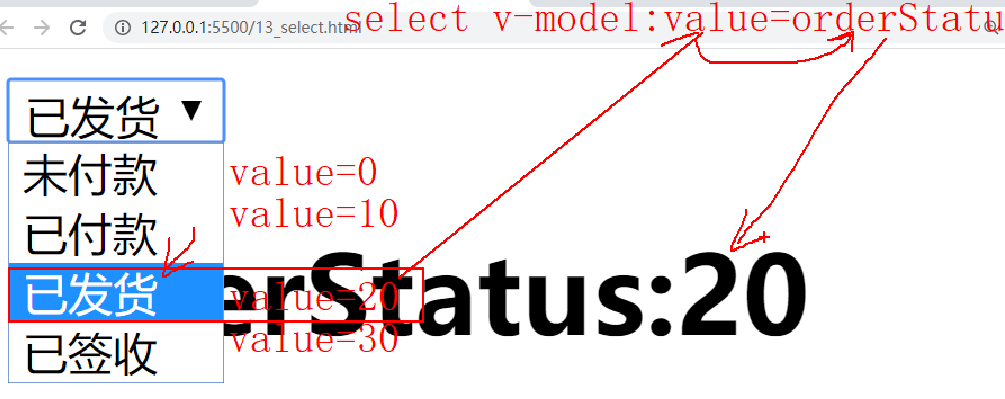 127.0.0.1:5500/13_select.html
select v-model:value=orderStatu
已发货
未付款 value=0
已付款 value=10
已发货 value=20
erStatus:20
已签收 value=30